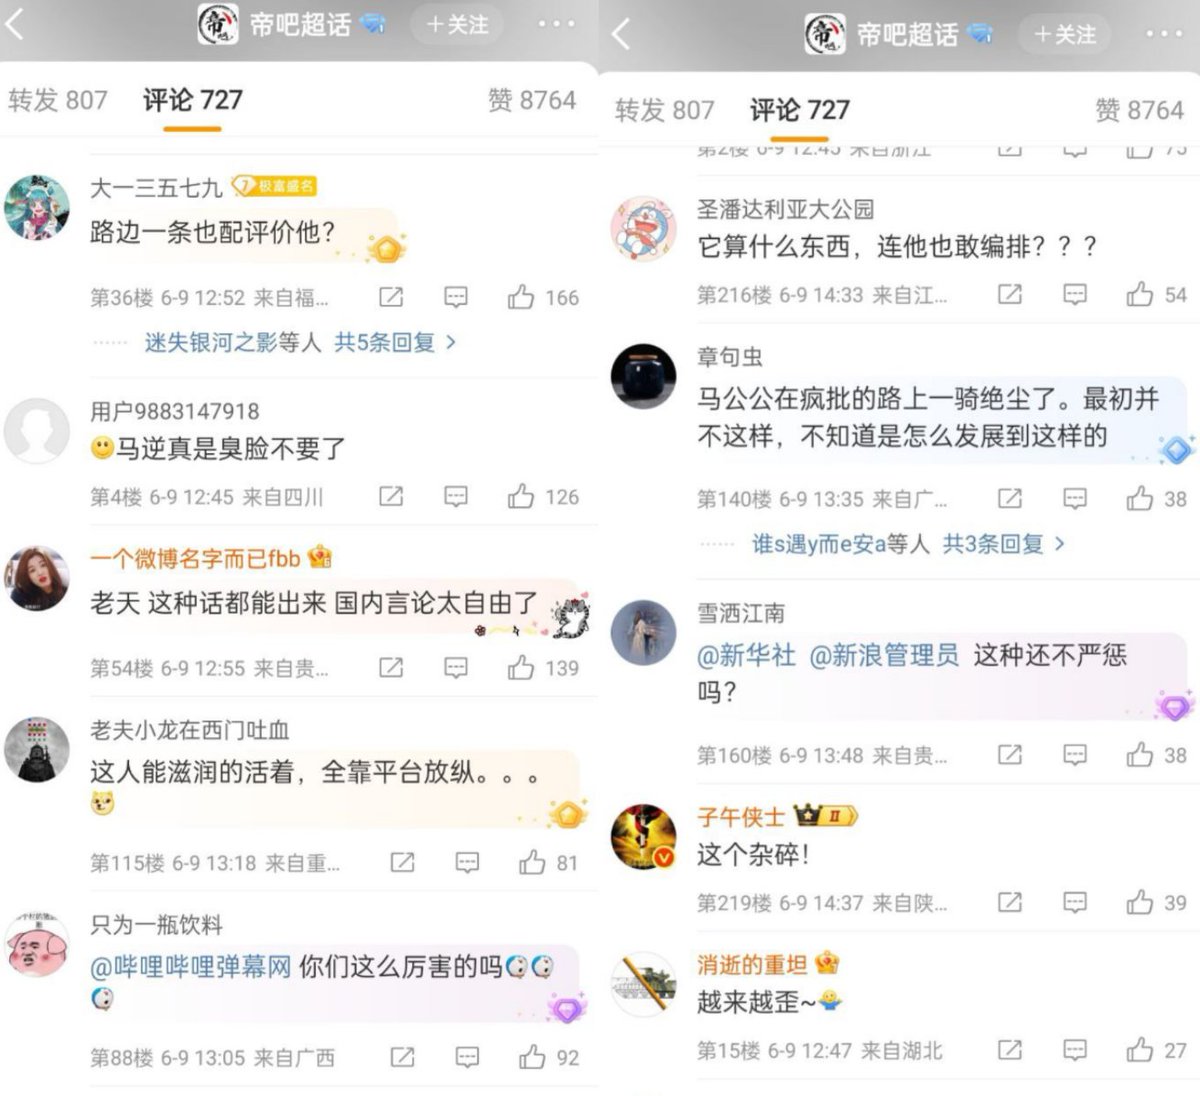 帝吧超话
+关注
转发 807
评论 727
赞 8764
大一三五七九
7 极富盛名
路边一条也配评价他?
第36楼 6-9 12:52 来自福...
166
迷失银河之影等人 共5条回复 >
用户9883147918
马逆真是臭脸不要了
第4楼 6-9 12:45 来自四川
126
一个微博名字而已fbb
老天 这种话都能出来 国内言论太自由了
第54楼 6-9 12:55 来自贵...
139
老夫小龙在西门吐血
这人能滋润的活着，全靠平台放纵。。。
第115楼 6-9 13:18 来自重...
81
只为一瓶饮料
@哔哩哔哩弹幕网 你们这么厉害的吗
第88楼 6-9 13:05 来自广西
92
帝吧超话
+关注
转发 807
评论 727
赞 8764
第2楼 6-9 12:45 来自浙江
75
圣潘达利亚大公园
它算什么东西，连他也敢编排？？？
第216楼 6-9 14:33 来自江...
54
章句虫
马公公在疯批的路上一骑绝尘了。最初并
不这样，不知道是怎么发展到这样的
第140楼 6-9 13:35 来自广...
38
谁s遇y而e安a等人 共3条回复 >
雪洒江南
@新华社 @新浪管理员 这种还不严惩
吗?
第160楼 6-9 13:48 来自贵...
38
子午侠士
II
这个杂碎!
第219楼 6-9 14:37 来自陕...
39
消逝的重坦
越来越歪~
第15楼 6-9 12:47 来自湖北
27